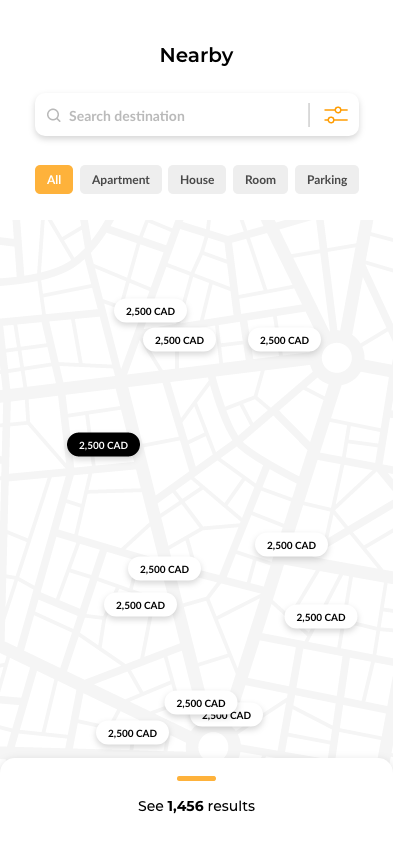 Nearby
Search destination
All
Apartment
House
Room
Parking
2,500 CAD
2,500 CAD
2,500 CAD
2,500 CAD
2,500 CAD
2,500 CAD
2,500 CAD
2,500 CAD
2,500 CAD
2,500 CAD
2,500 CAD
See 1,456 results